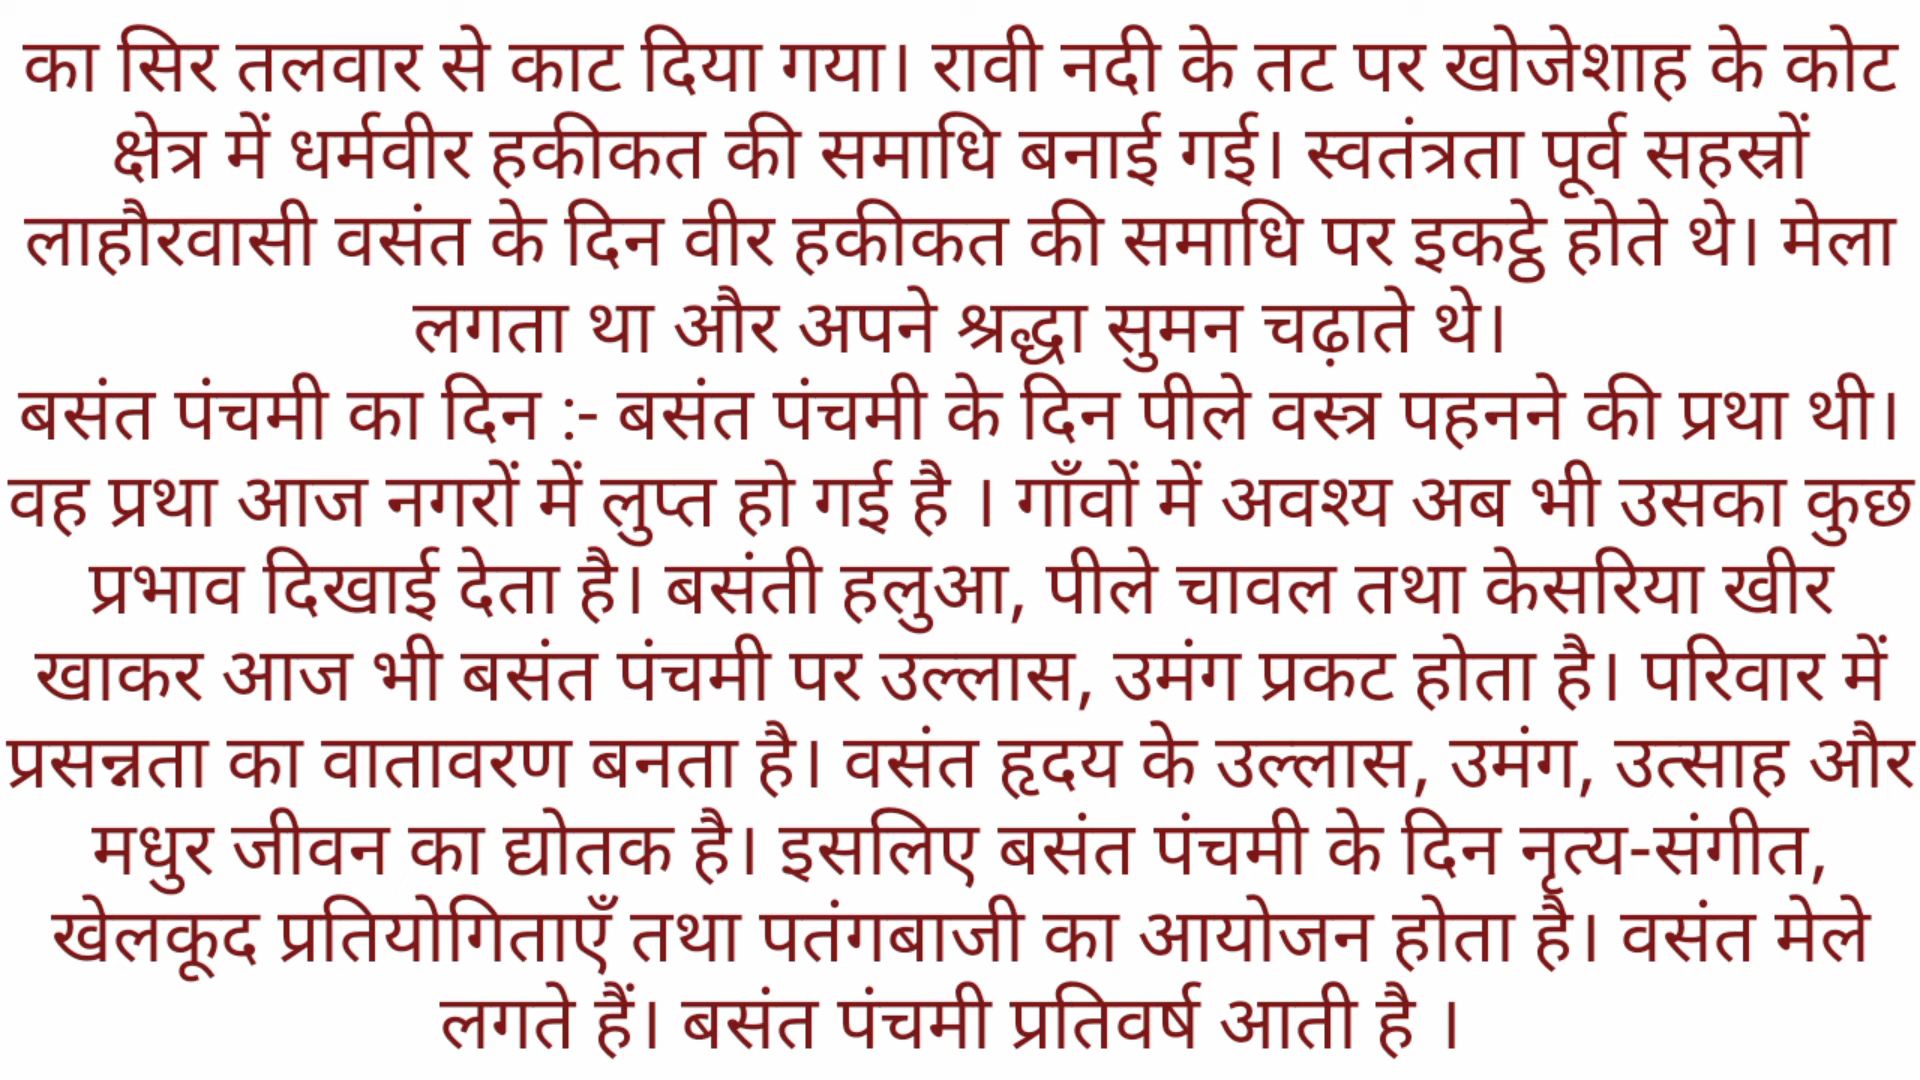 का सिर तलवार से काट दिया गया। रावी नदी के तट पर खोजेशाह के कोट
क्षेत्र में धर्मवीर हकीकत की समाधि बनाई गई। स्वतंत्रता पूर्व सहस्रों
लाहौरवासी वसंत के दिन वीर हकीकत की समाधि पर इकट्ठे होते थे। मेला
लगता था और अपने श्रद्धा सुमन चढ़ाते थे।
बसंत पंचमी का दिन :- बसंत पंचमी के दिन पीले वस्त्र पहनने की प्रथा थी।
वह प्रथा आज नगरों में लुप्त हो गई है । गाँवों में अवश्य अब भी उसका कुछ
प्रभाव दिखाई देता है। बसंती हलुआ, पीले चावल तथा केसरिया खीर
खाकर आज भी बसंत पंचमी पर उल्लास, उमंग प्रकट होता है। परिवार में
प्रसन्नता का वातावरण बनता है। वसंत हृदय के उल्लास, उमंग, उत्साह और
मधुर जीवन का द्योतक है। इसलिए बसंत पंचमी के दिन नृत्य-संगीत,
खेलकूद प्रतियोगिताएँ तथा पतंगबाजी का आयोजन होता है। वसंत मेले
लगते हैं। बसंत पंचमी प्रतिवर्ष आती है ।